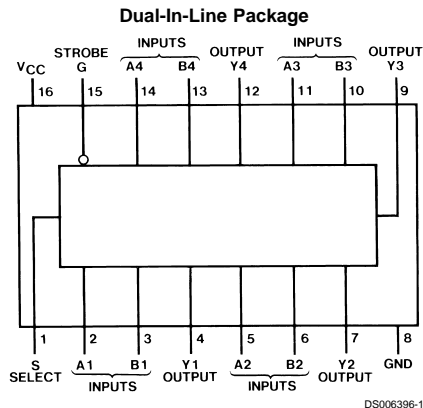 Dual-In-Line Package
INPUTS INPUTS
STROBE OUTPUT OUTPUT
VCC G A4 B4 Y4 A3 B3 Y3
16 15 14 13 12 11 10 9
1 2 3 4 5 6 7 8
S A1 B1 Y1 A2 B2 Y2 GND
SELECT INPUTS OUTPUT INPUTS OUTPUT
DS006396-1